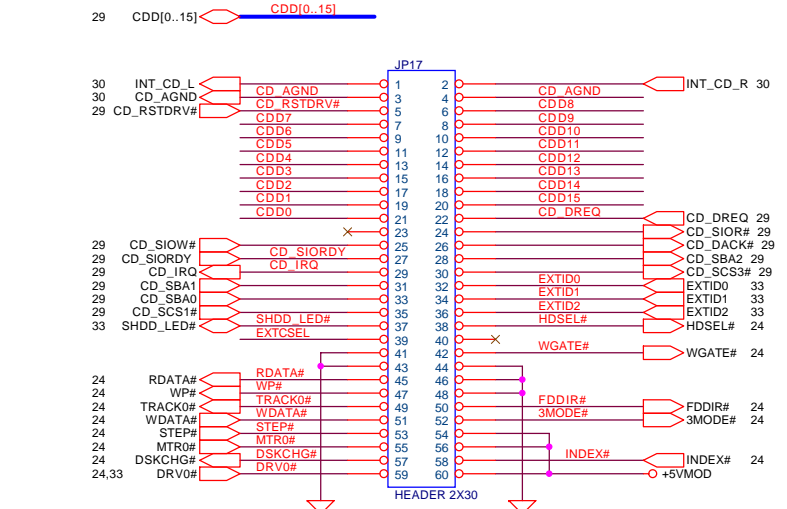 29 CDD[0..15] CDD[0..15]
JP17
30 INT_CD_L 1 2 INT_CD_R 30
30 CD_AGND CD_AGND 3 4 CD_AGND
29 CD_RSTDRV# CD_RSTDRV# 5 6 CDD8
CDD7 7 8 CDD9
CDD6 9 10 CDD10
CDD5 11 12 CDD11
CDD4 13 14 CDD12
CDD3 15 16 CDD13
CDD2 17 18 CDD14
CDD1 19 20 CDD15
CDD0 21 22 CD_DREQ CD_DREQ 29
23 24 CD_SIOR# 29
29 CD_SIOW# 25 26 CD_DACK# 29
29 CD_SIORDY CD_SIORDY 27 28 CD_SBA2 29
29 CD_IRQ CD_IRQ 29 30 CD_SCS3# 29
29 CD_SBA1 31 32 EXTID0 EXTID0 33
29 CD_SBA0 33 34 EXTID1 EXTID1 33
29 CD_SCS1# 35 36 EXTID2 EXTID2 33
33 SHDD_LED# SHDD_LED# 37 38 HDSEL# HDSEL# 24
EXTCSEL 39 40
41 42 WGATE# WGATE# 24
43 44
24 RDATA# RDATA# 45 46
24 WP# WP# 47 48
24 TRACK0# TRACK0# 49 50 FDDIR# FDDIR# 24
24 WDATA# WDATA# 51 52 3MODE# 3MODE# 24
24 STEP# STEP# 53 54
24 MTR0# MTR0# 55 56
24 DSKCHG# DSKCHG# 57 58 INDEX# INDEX# 24
24,33 DRV0# DRV0# 59 60 +5VMOD
HEADER 2X30